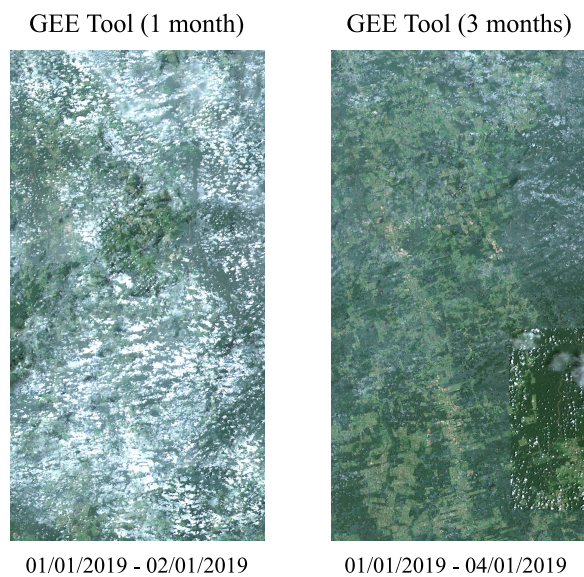 GEE Tool (1 month)
GEE Tool (3 months)
01/01/2019 - 02/01/2019
01/01/2019 - 04/01/2019